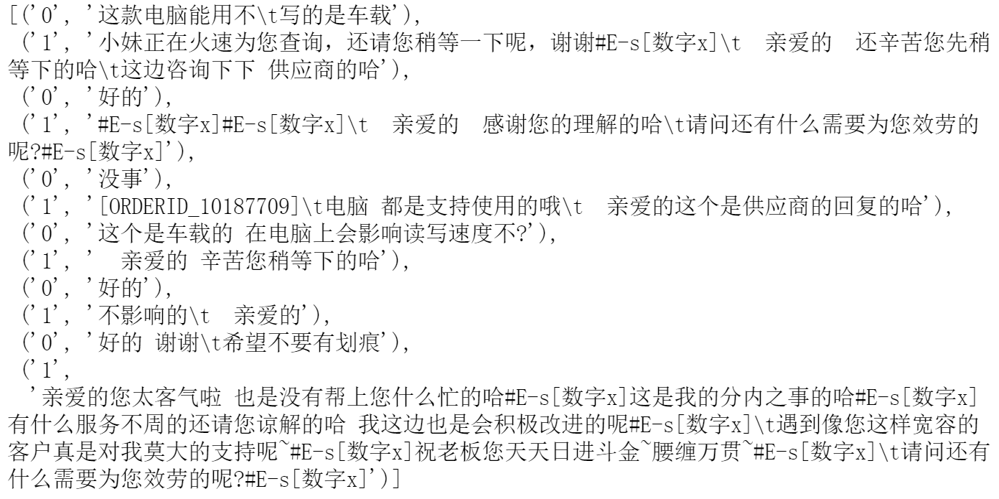 [('0', '这款电脑能用不\t写的是车载'),
('1', '小妹正在火速为您查询，还请您稍等一下呢，谢谢#E-s[数字x]\t  亲爱的  还辛苦您先稍
等下的哈\t这边咨询下下 供应商的哈'),
('0', '好的'),
('1', '#E-s[数字x]#E-s[数字x]\t  亲爱的  感谢您的理解的哈\t请问还有什么需要为您效劳的
呢?#E-s[数字x]'),
('0', '没事'),
('1', '[ORDERID_10187709]\t电脑 都是支持使用的哦\t  亲爱的这个是供应商的回复的哈'),
('0', '这个是车载的 在电脑上会影响读写速度不?'),
('1', '  亲爱的 辛苦您稍等下的哈'),
('0', '好的'),
('1', '不影响的\t  亲爱的'),
('0', '好的 谢谢\t希望不要有划痕'),
('1',
'亲爱的您太客气啦 也是没有帮上您什么忙的哈#E-s[数字x]这是我的分内之事的哈#E-s[数字x]
有什么服务不周的还请您谅解的哈 我这边也是会积极改进的呢#E-s[数字x]\t遇到像您这样宽容的
客户真是对我莫大的支持呢~#E-s[数字x]祝老板您天天日进斗金~腰缠万贯~#E-s[数字x]\t请问还有
什么需要为您效劳的呢?#E-s[数字x]')]